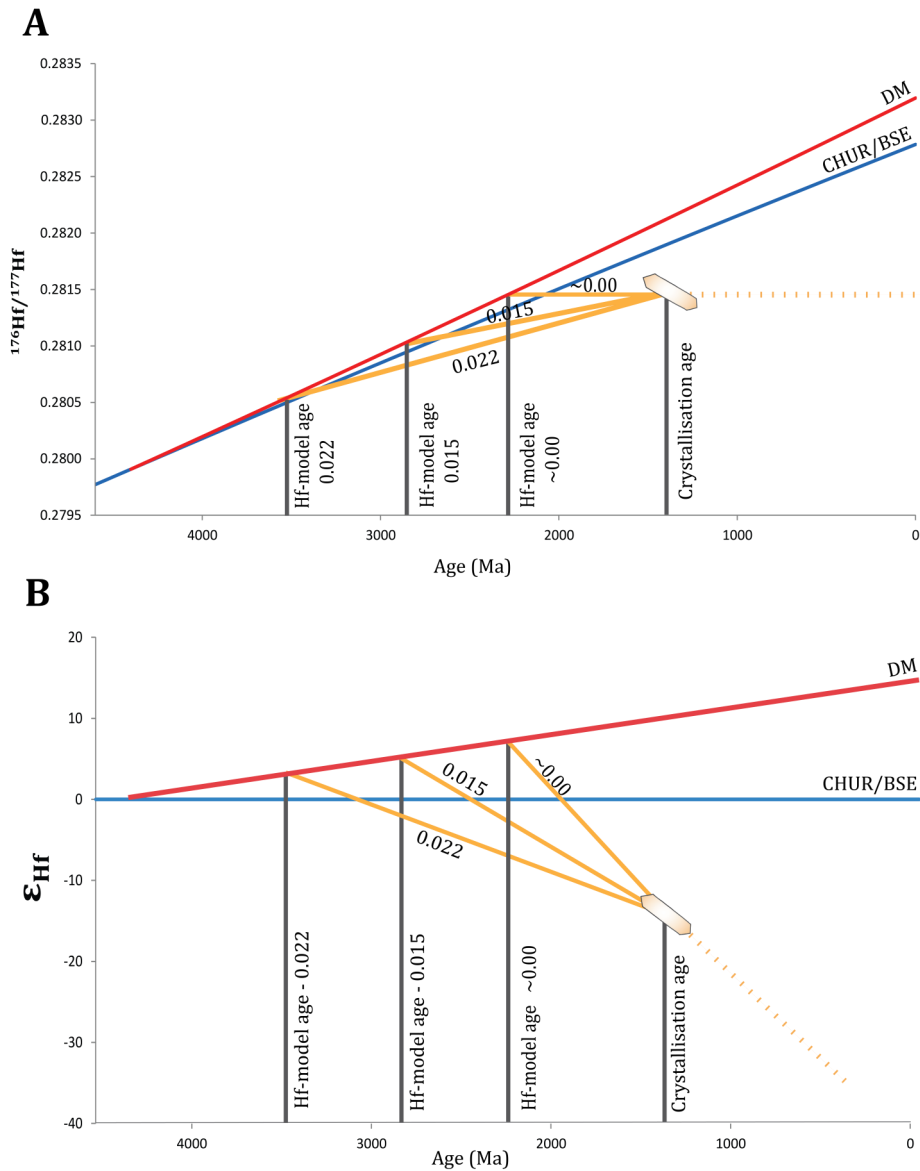 A
0.2835
0.2830
0.2825
0.2820
0.2815
0.2810
0.2805
0.2800
0.2795
¹⁷⁶Hf/¹⁷⁷Hf
DM
CHUR/BSE
~0.00
0.015
0.022
Hf-model age
0.022
Hf-model age
0.015
Hf-model age
~0.00
Crystallisation age
4000
3000
2000
1000
0
Age (Ma)
B
20
10
0
-10
-20
-30
-40
εHf
DM
CHUR/BSE
~0.00
0.015
0.022
Hf-model age - 0.022
Hf-model age - 0.015
Hf-model age ~0.00
Crystallisation age
4000
3000
2000
1000
0
Age (Ma)